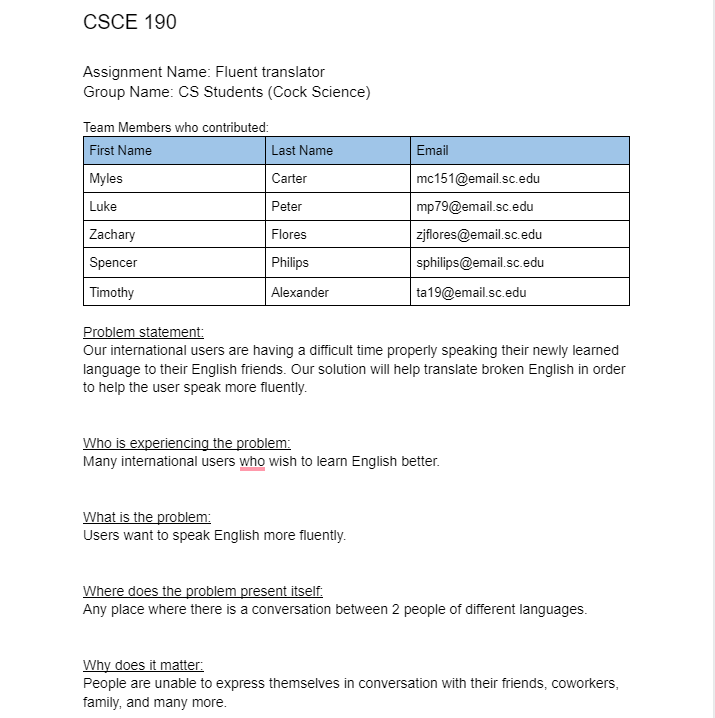 CSCE 190
Assignment Name: Fluent translator
Group Name: CS Students (Cock Science)
Team Members who contributed:
First Name Last Name Email
Myles Carter mc151@email.sc.edu
Luke Peter mp79@email.sc.edu
Zachary Flores zjflores@email.sc.edu
Spencer Philips sphilips@email.sc.edu
Timothy Alexander ta19@email.sc.edu
Problem statement:
Our international users are having a difficult time properly speaking their newly learned
language to their English friends. Our solution will help translate broken English in order
to help the user speak more fluently.
Who is experiencing the problem:
Many international users who wish to learn English better.
What is the problem:
Users want to speak English more fluently.
Where does the problem present itself:
Any place where there is a conversation between 2 people of different languages.
Why does it matter:
People are unable to express themselves in conversation with their friends, coworkers,
family, and many more.